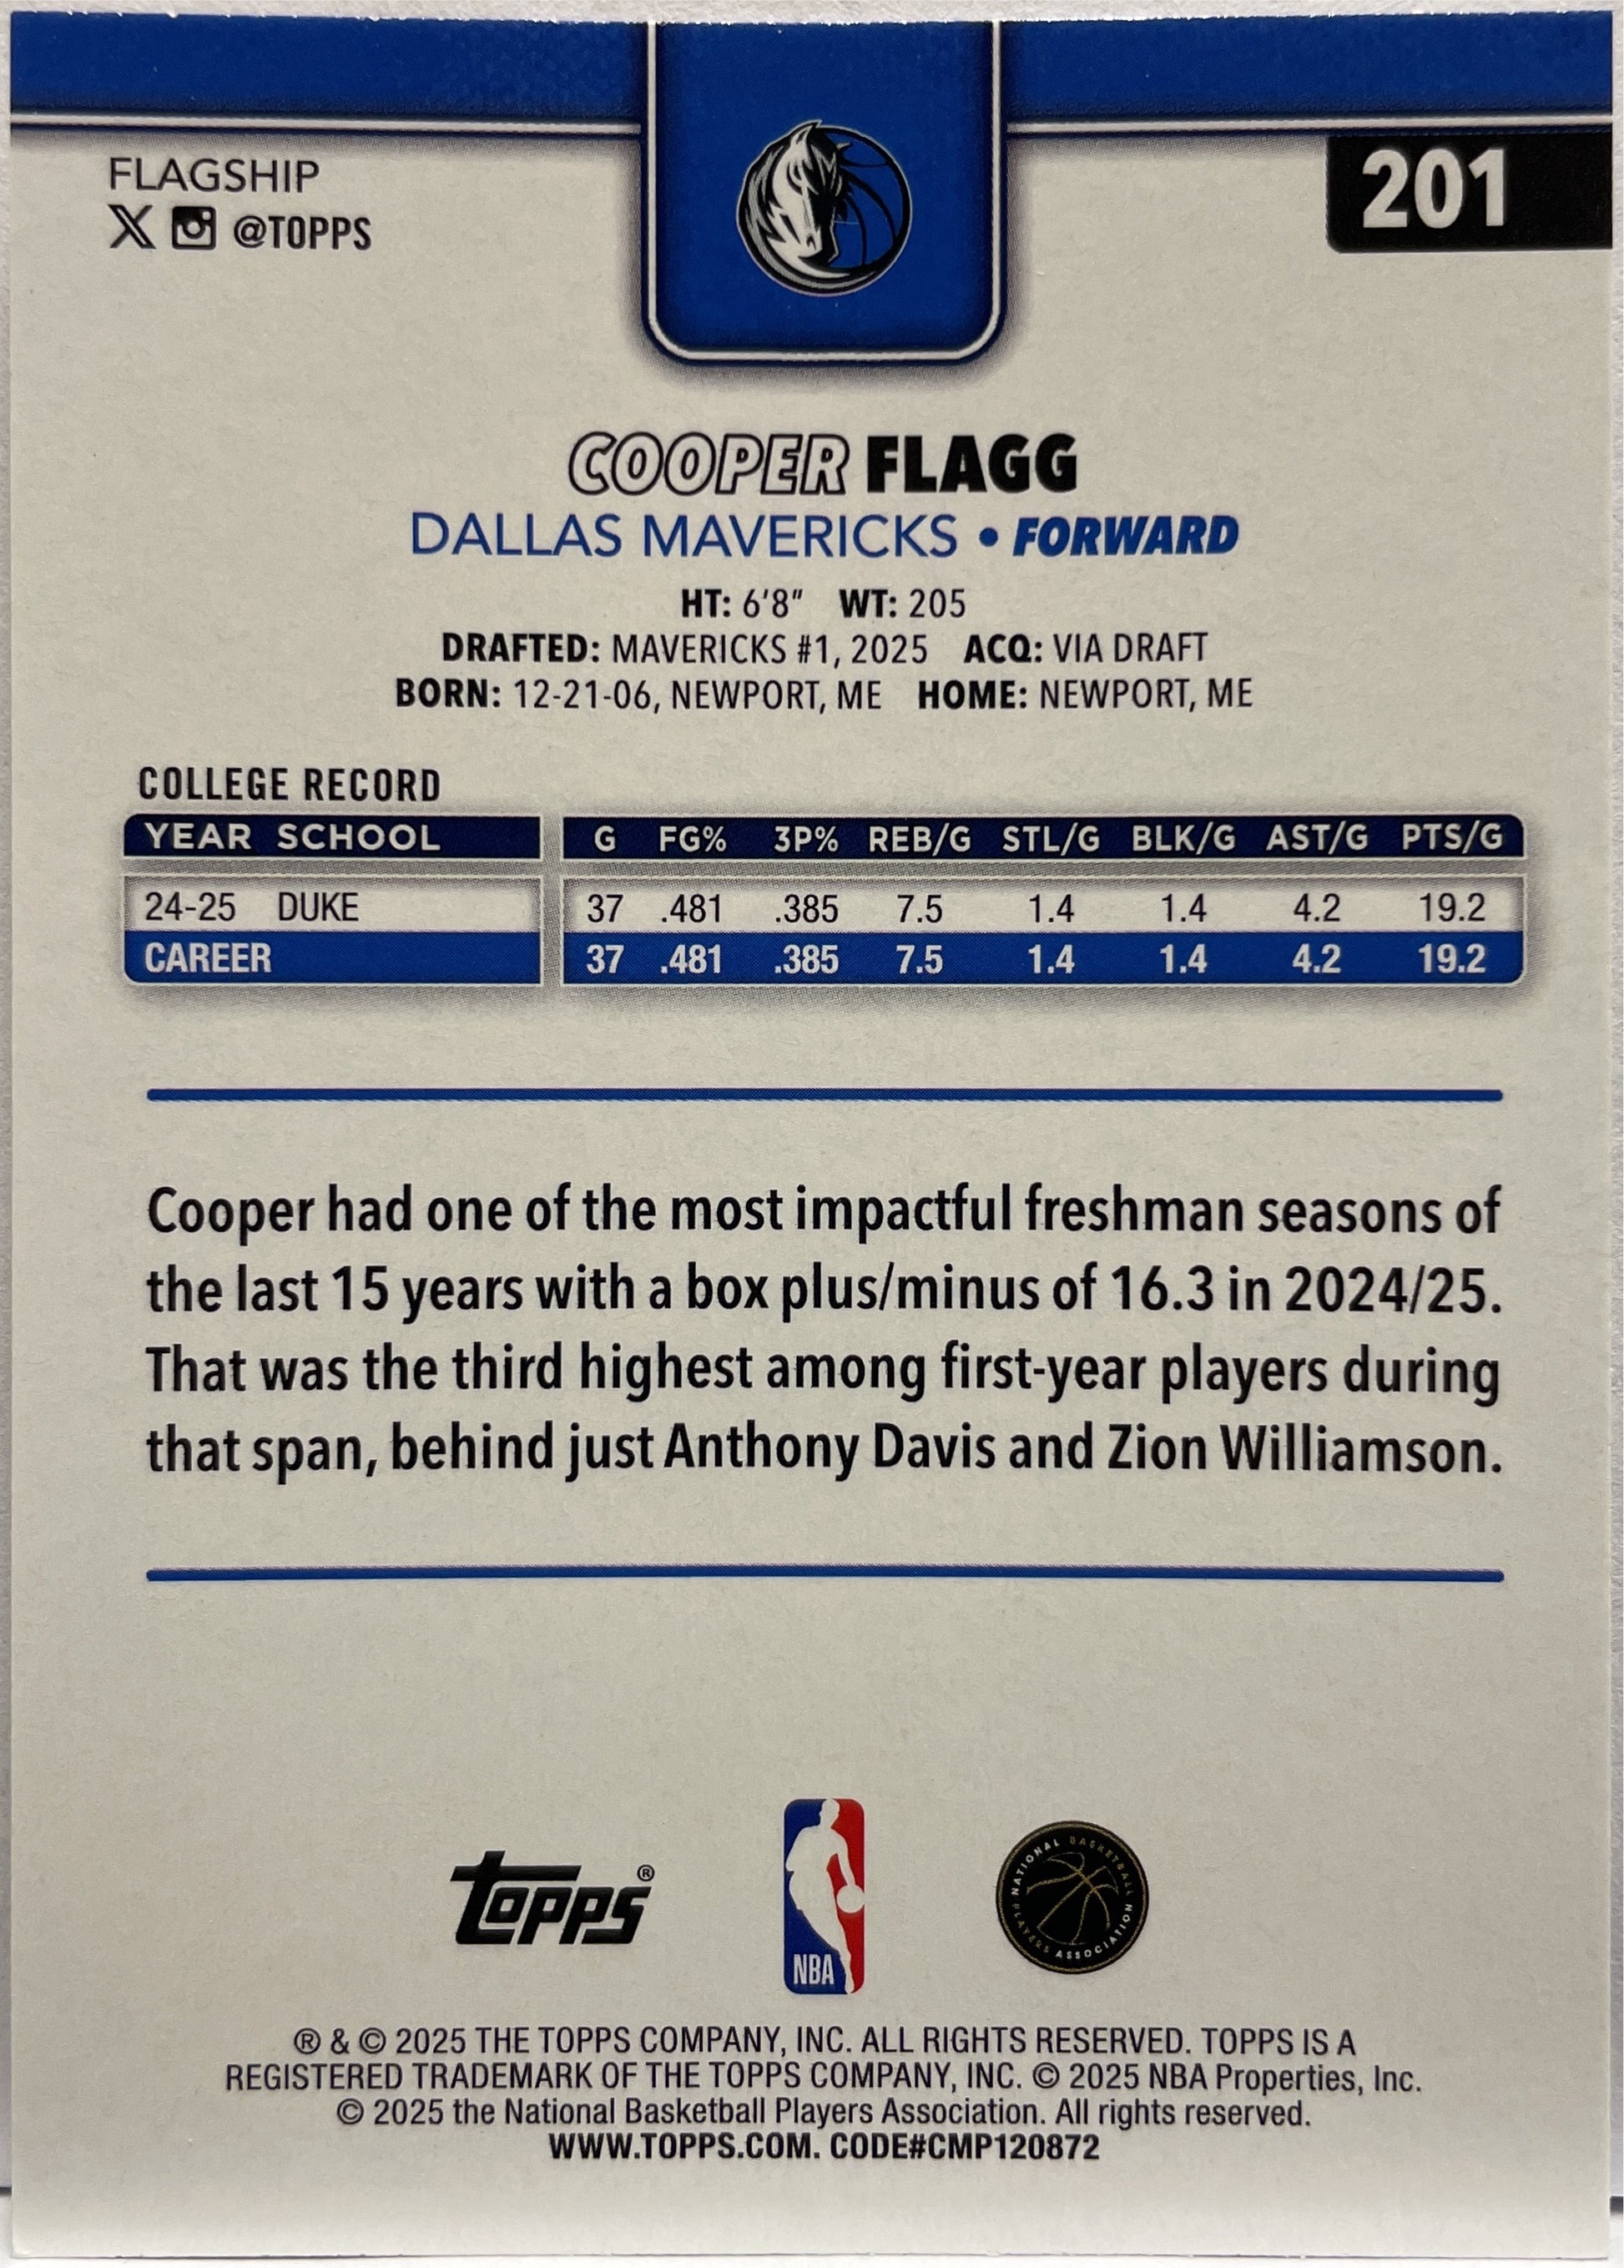 FLAGSHIP
@TOPPS
201
COOPER FLAGG
DALLAS MAVERICKS • FORWARD
HT: 6'8" WT: 205
DRAFTED: MAVERICKS #1, 2025 ACQ: VIA DRAFT
BORN: 12-21-06, NEWPORT, ME HOME: NEWPORT, ME
COLLEGE RECORD
YEAR SCHOOL G FG% 3P% REB/G STL/G BLK/G AST/G PTS/G
24-25 DUKE 37 .481 .385 7.5 1.4 1.4 4.2 19.2
CAREER 37 .481 .385 7.5 1.4 1.4 4.2 19.2
Cooper had one of the most impactful freshman seasons of
the last 15 years with a box plus/minus of 16.3 in 2024/25.
That was the third highest among first-year players during
that span, behind just Anthony Davis and Zion Williamson.
topps®
NBA
NATIONAL BASKETBALL PLAYERS ASSOCIATION
® & © 2025 THE TOPPS COMPANY, INC. ALL RIGHTS RESERVED. TOPPS IS A
REGISTERED TRADEMARK OF THE TOPPS COMPANY, INC. © 2025 NBA Properties, Inc.
© 2025 the National Basketball Players Association. All rights reserved.
WWW.TOPPS.COM. CODE#CMP120872